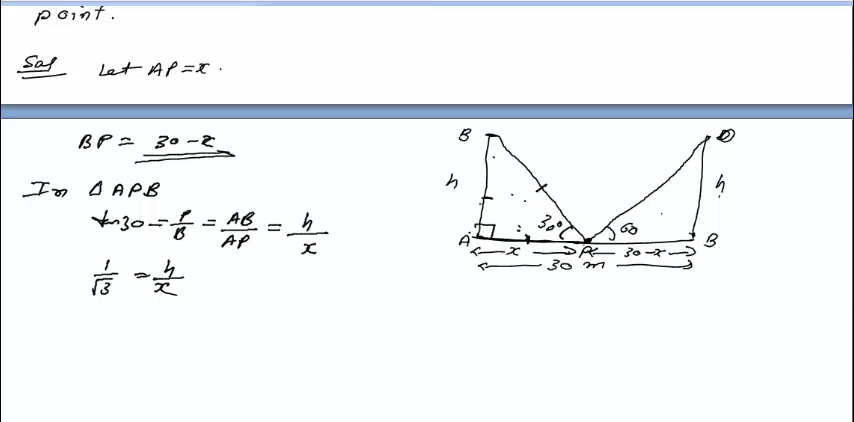 point.
Sol Let AP=x.
BP = 30-x
In △APB
tan30 = P/B = AB/AP = h/x
1/√3 = h/x
B D
h h
30° 60
A P B
x 30-x
30 m